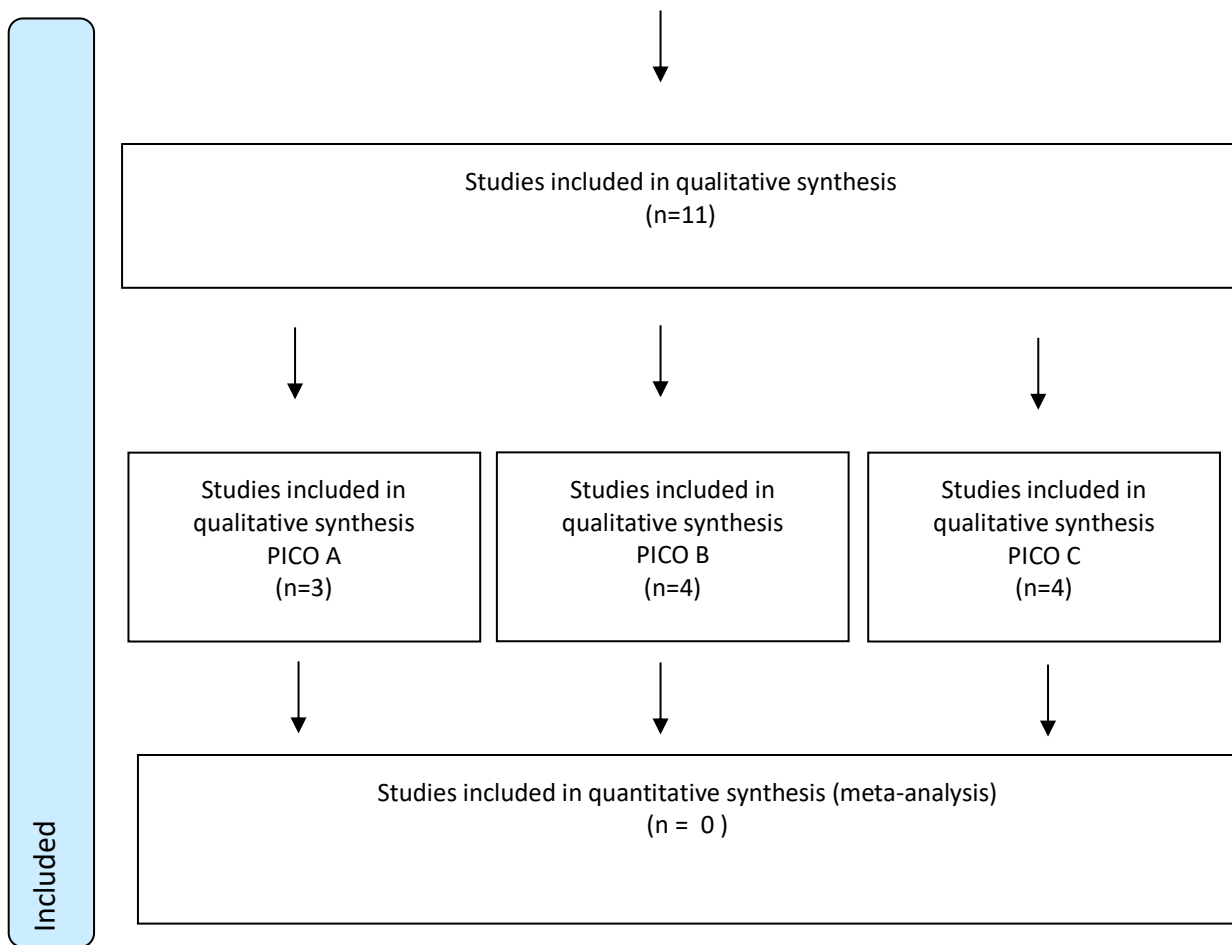 Studies included in qualitative synthesis
(n=11)
Studies included in
qualitative synthesis
PICO A
(n=3)
Studies included in
qualitative synthesis
PICO B
(n=4)
Studies included in
qualitative synthesis
PICO C
(n=4)
Studies included in quantitative synthesis (meta-analysis)
(n = 0 )
Included